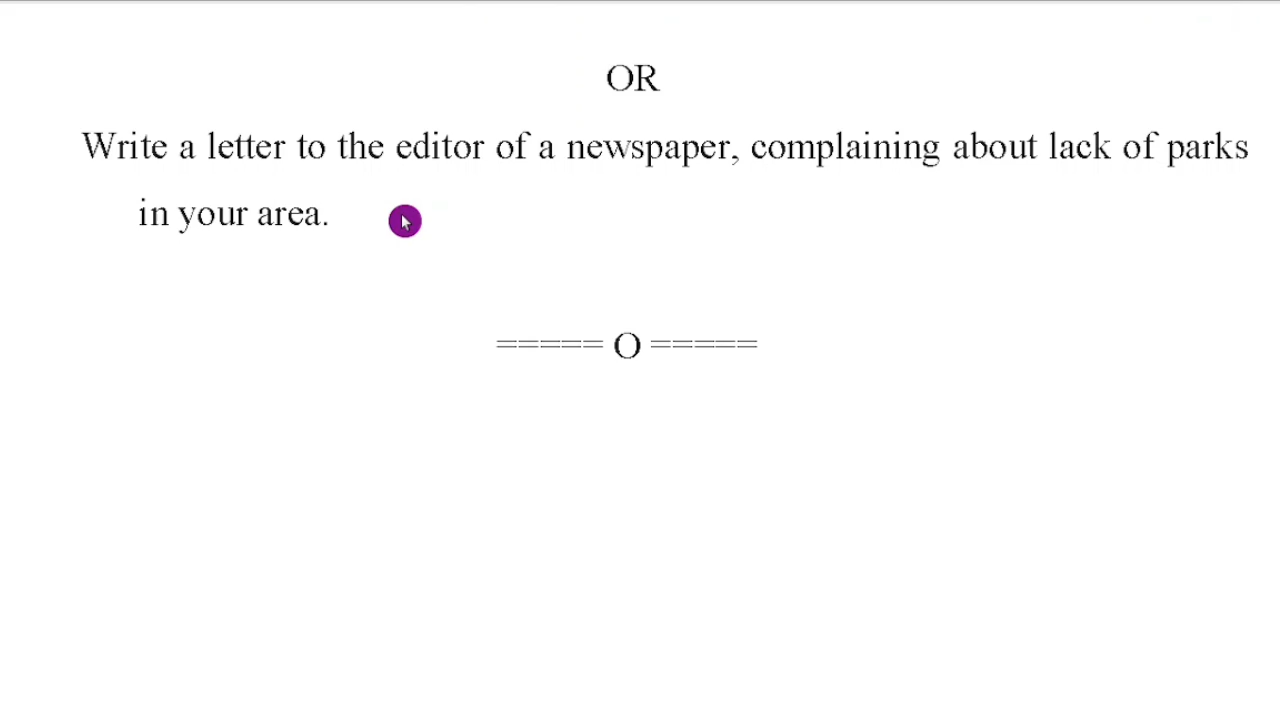 OR
Write a letter to the editor of a newspaper, complaining about lack of parks
in your area.
===== O =====